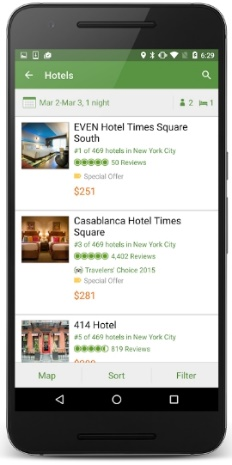 6:29
Hotels
Mar 2-Mar 3, 1 night 2 1
EVEN Hotel Times Square
South
#1 of 469 hotels in New York City
50 Reviews
Special Offer
$251
Casablanca Hotel Times
Square
#3 of 469 hotels in New York City
4,402 Reviews
Travelers' Choice 2015
Special Offer
$281
414 Hotel
#5 of 469 hotels in New York City
819 Reviews
Map Sort Filter